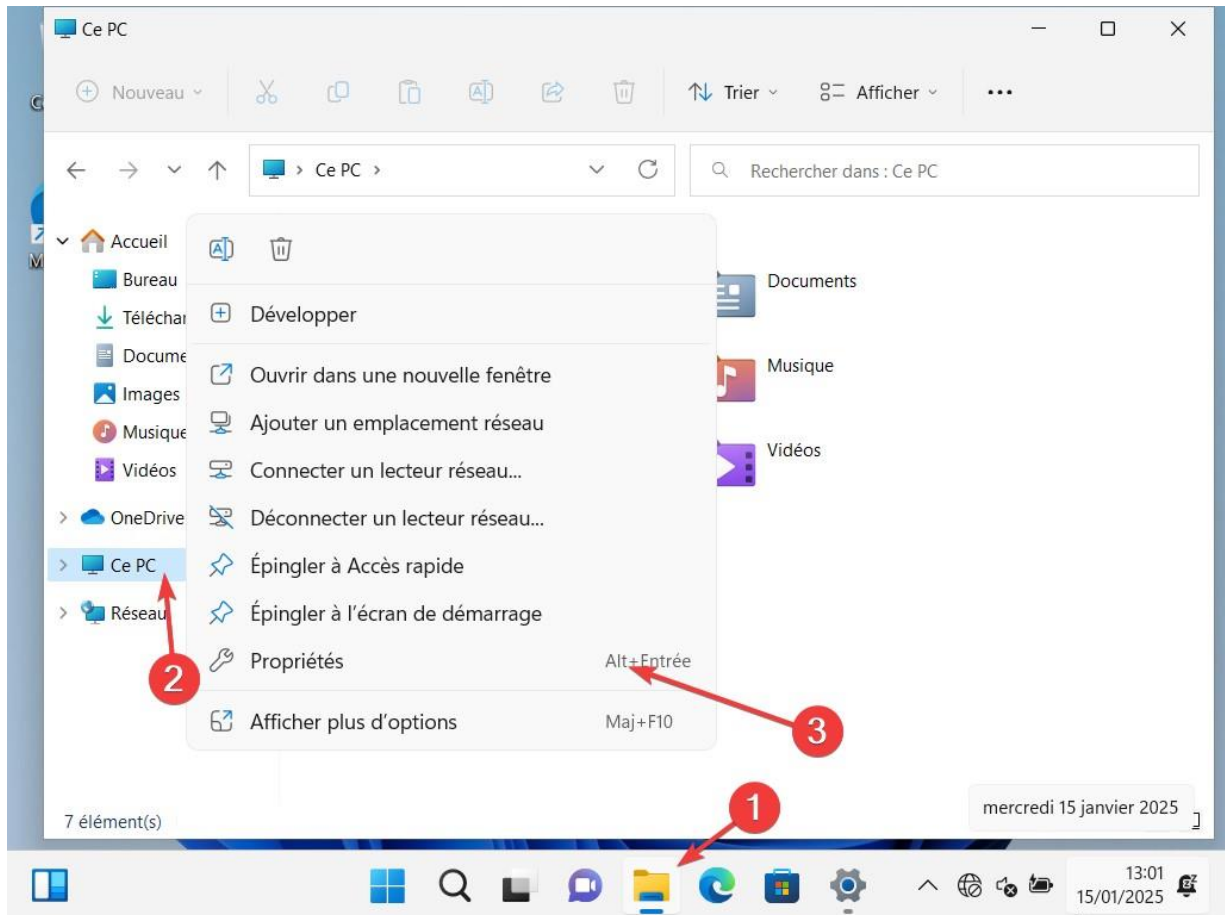 Ce PC
Nouveau
Trier
Afficher
Ce PC
Rechercher dans : Ce PC
Accueil
Bureau
Téléchar
Docume
Images
Musique
Vidéos
OneDrive
Ce PC
Réseau
Développer
Ouvrir dans une nouvelle fenêtre
Ajouter un emplacement réseau
Connecter un lecteur réseau...
Déconnecter un lecteur réseau...
Épingler à Accès rapide
Épingler à l'écran de démarrage
Propriétés Alt+Entrée
Afficher plus d'options Maj+F10
Documents
Musique
Vidéos
2
3
1
7 élément(s)
mercredi 15 janvier 2025
13:01
15/01/2025